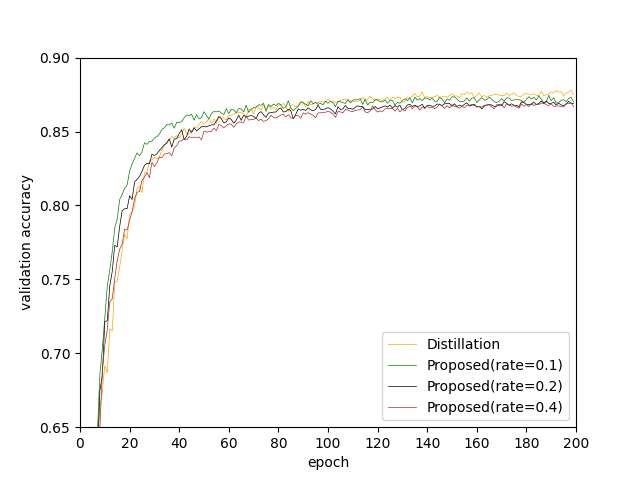 0.90
0.85
0.80
0.75
0.70
0.65
validation accuracy
0 20 40 60 80 100 120 140 160 180 200
epoch
Distillation
Proposed(rate=0.1)
Proposed(rate=0.2)
Proposed(rate=0.4)